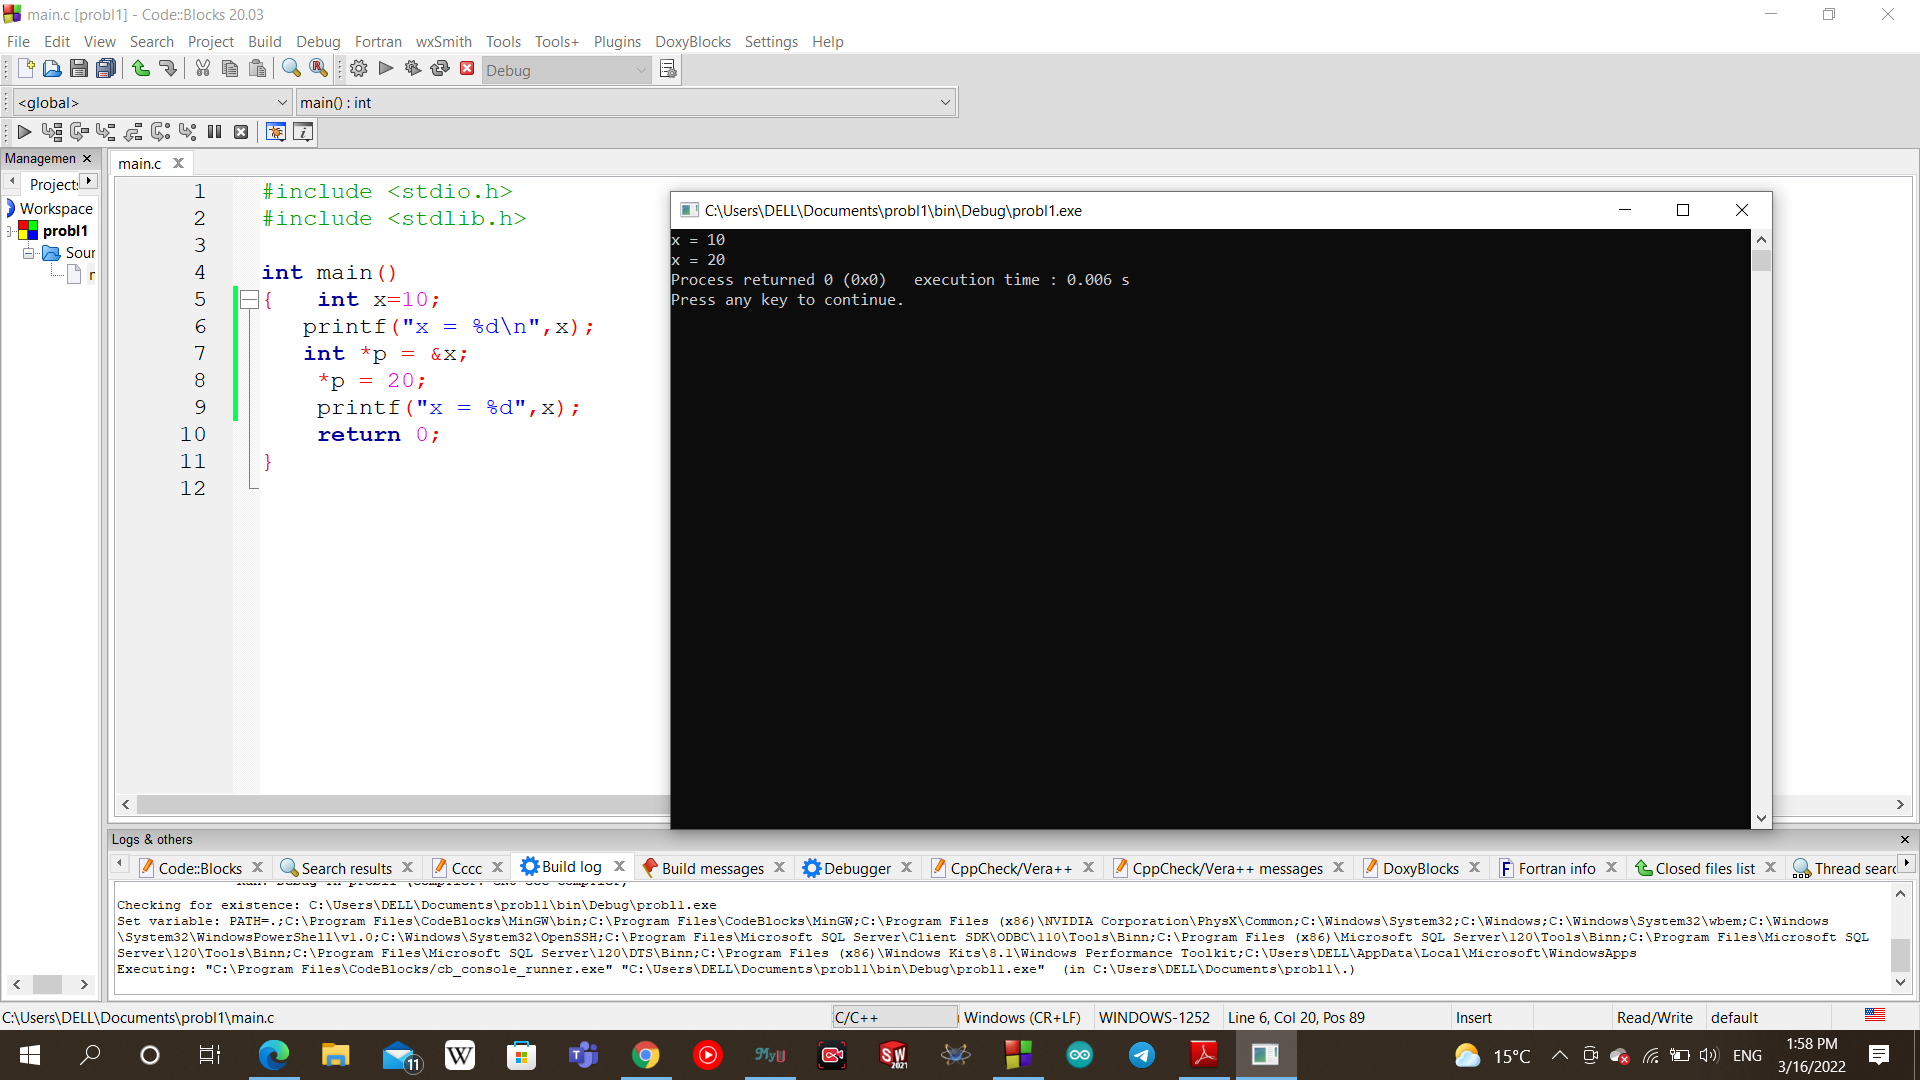 main.c [probl1] - Code::Blocks 20.03
File Edit View Search Project Build Debug Fortran wxSmith Tools Tools+ Plugins DoxyBlocks Settings Help
Debug
<global> main() : int
Managemen
main.c
Projects
Workspace
probl1
Sour
#include <stdio.h>
#include <stdlib.h>

int main()
{    int x=10;
   printf("x = %d\n",x);
   int *p = &x;
    *p = 20;
    printf("x = %d",x);
    return 0;
}
1
2
3
4
5
6
7
8
9
10
11
12
C:\Users\DELL\Documents\probl1\bin\Debug\probl1.exe
x = 10
x = 20
Process returned 0 (0x0)   execution time : 0.006 s
Press any key to continue.
Logs & others
Code::Blocks Search results Cccc Build log Build messages Debugger CppCheck/Vera++ CppCheck/Vera++ messages DoxyBlocks Fortran info Closed files list Thread searc
Checking for existence: C:\Users\DELL\Documents\probl1\bin\Debug\probl1.exe
Set variable: PATH=.;C:\Program Files\CodeBlocks\MinGW\bin;C:\Program Files\CodeBlocks\MinGW;C:\Program Files (x86)\NVIDIA Corporation\PhysX\Common;C:\Windows\System32;C:\Windows;C:\Windows\System32\wbem;C:\Windows
\System32\WindowsPowerShell\v1.0;C:\Windows\System32\OpenSSH;C:\Program Files\Microsoft SQL Server\Client SDK\ODBC\110\Tools\Binn;C:\Program Files (x86)\Microsoft SQL Server\120\Tools\Binn;C:\Program Files\Microsoft SQL
Server\120\Tools\Binn;C:\Program Files\Microsoft SQL Server\120\DTS\Binn;C:\Program Files (x86)\Windows Kits\8.1\Windows Performance Toolkit;C:\Users\DELL\AppData\Local\Microsoft\WindowsApps
Executing: "C:\Program Files\CodeBlocks/cb_console_runner.exe" "C:\Users\DELL\Documents\probl1\bin\Debug\probl1.exe"  (in C:\Users\DELL\Documents\probl1\.)
C:\Users\DELL\Documents\probl1\main.c C/C++ Windows (CR+LF) WINDOWS-1252 Line 6, Col 20, Pos 89 Insert Read/Write default
11 W MyU SW 2021 15°C ENG 1:58 PM
3/16/2022